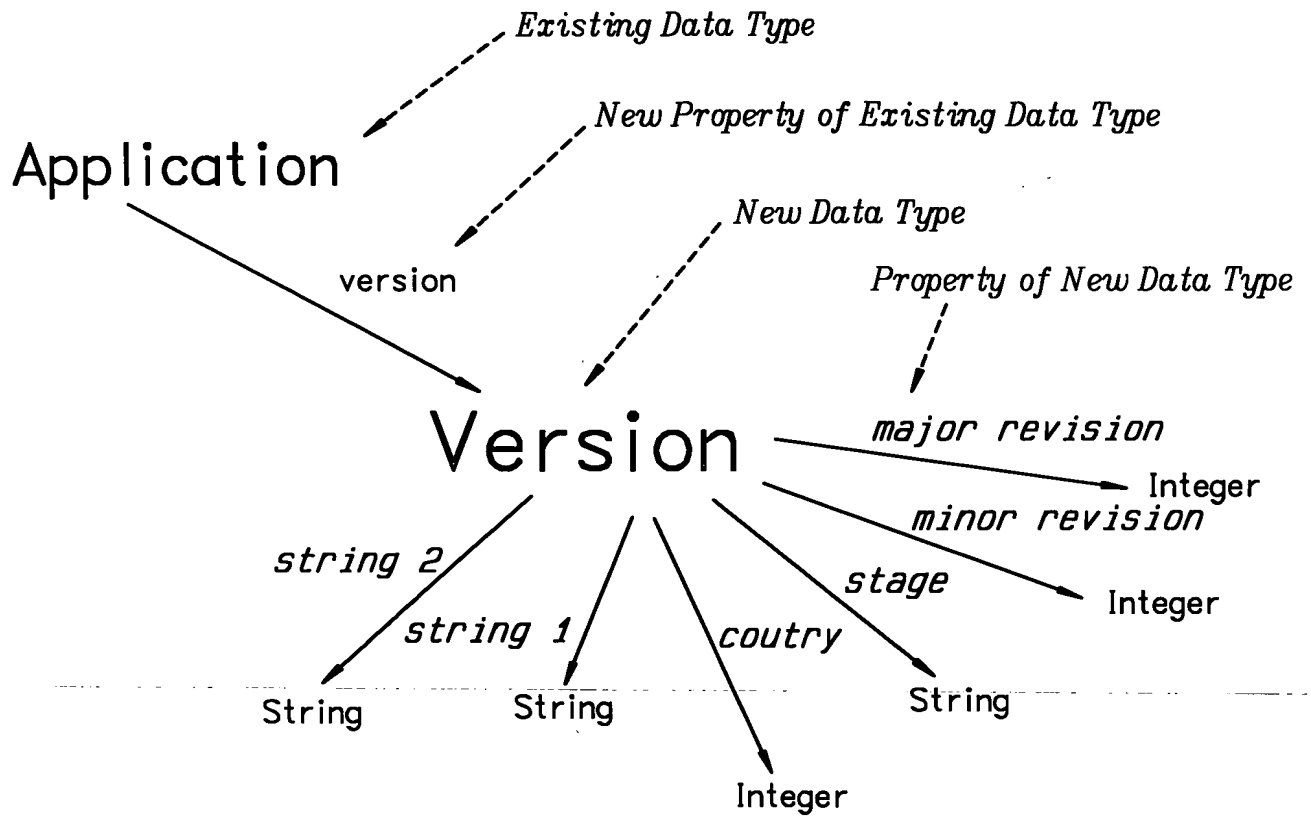 Existing Data Type
New Property of Existing Data Type
Application
New Data Type
version
Property of New Data Type
Version
major revision
Integer
minor revision
string 2
stage
Integer
string 1
coutry
String
String
String
Integer